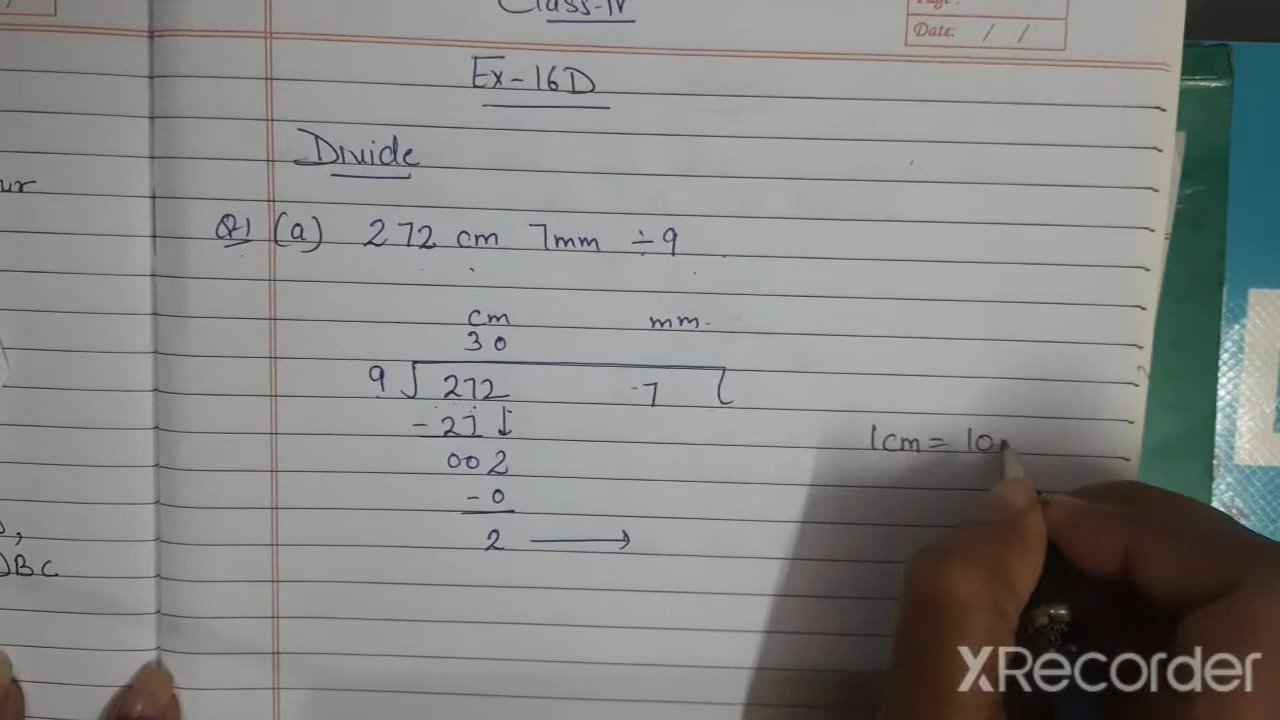 Class-IV
Date: / /
Ex-16D
Divide
Q1 (a) 272 cm 7mm ÷9
cm mm.
30
9 272 7
- 27 ↓
002
- 0
2 →
1cm = 10
DBC
XRecorder